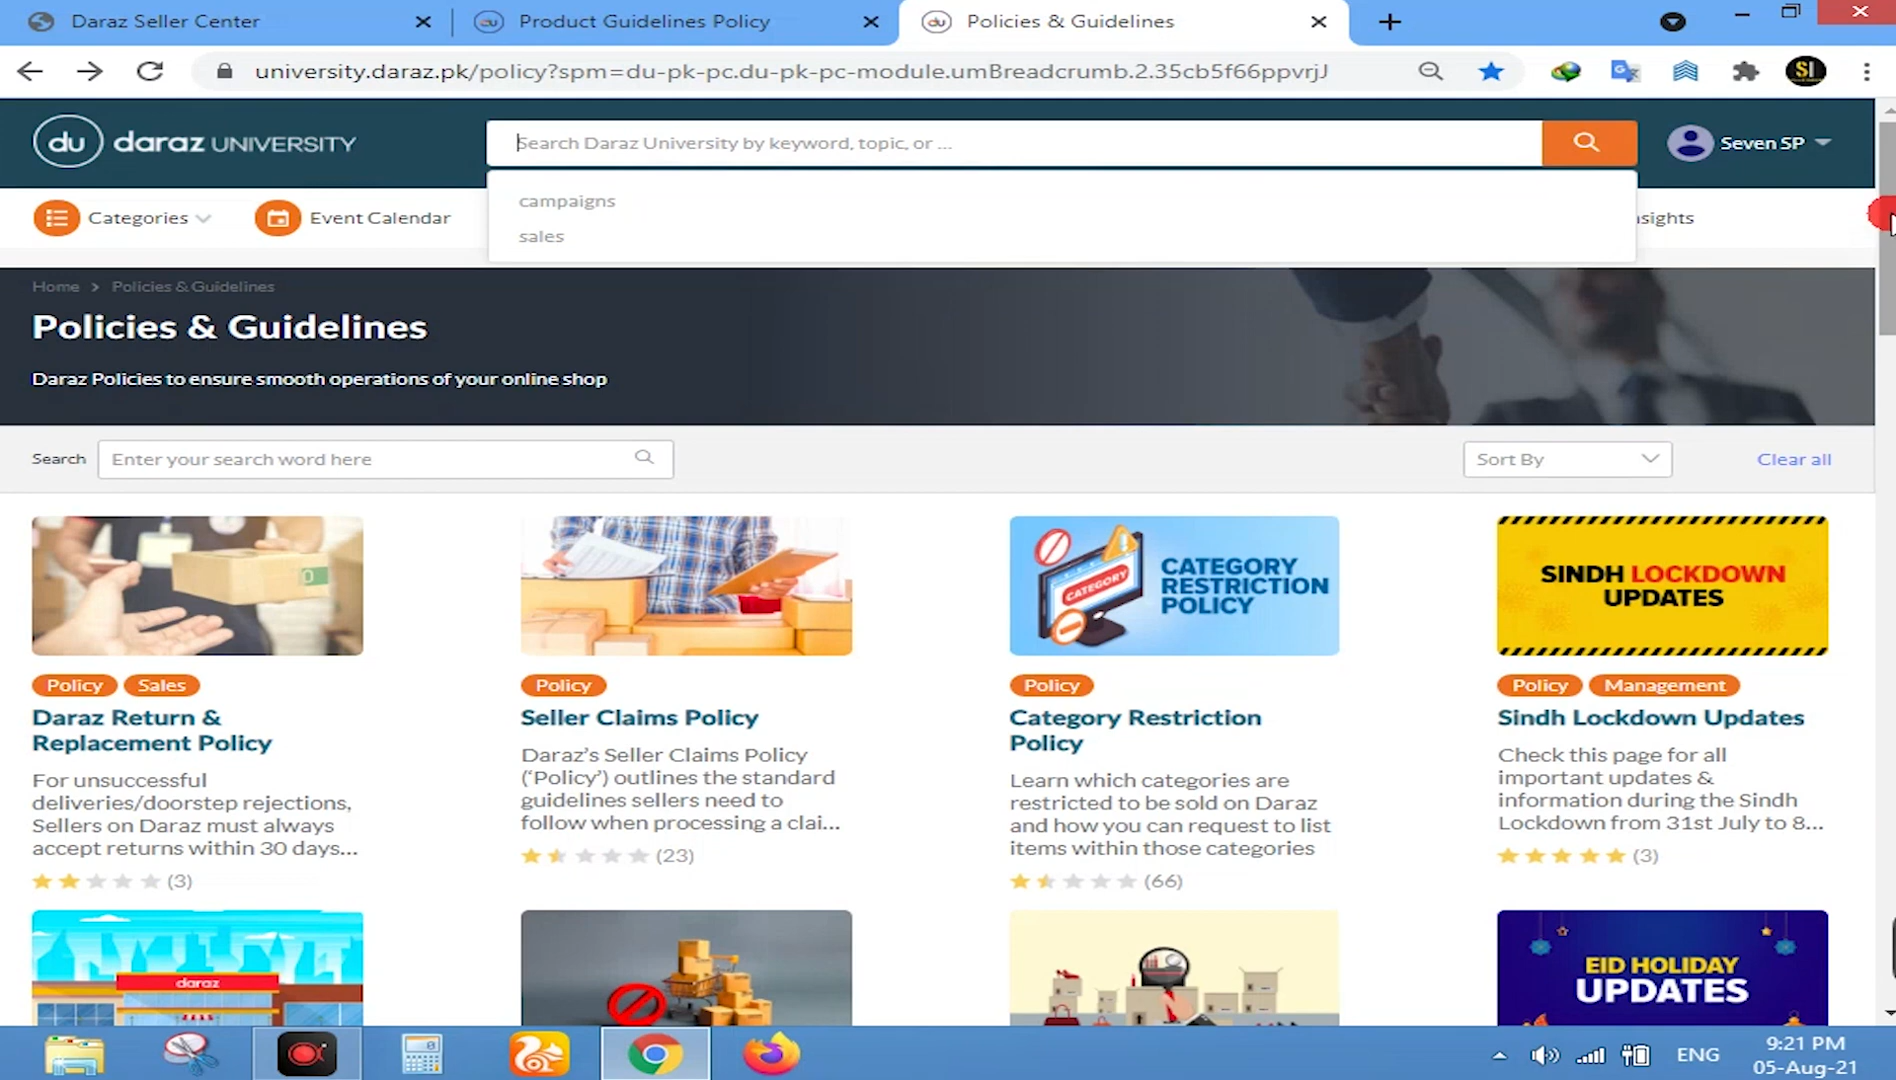 Daraz Seller Center
Product Guidelines Policy
Policies & Guidelines
university.daraz.pk/policy?spm=du-pk-pc.du-pk-pc-module.umBreadcrumb.2.35cb5f66ppvrjJ
SI
du daraz UNIVERSITY
Search Daraz University by keyword, topic, or ...
Seven SP
campaigns
sales
Categories
Event Calendar
nsights
Home > Policies & Guidelines
Policies & Guidelines
Daraz Policies to ensure smooth operations of your online shop
Search
Enter your search word here
Sort By
Clear all
CATEGORY
CATEGORY
RESTRICTION
POLICY
SINDH LOCKDOWN
UPDATES
Policy Sales
Daraz Return &
Replacement Policy
For unsuccessful
deliveries/doorstep rejections,
Sellers on Daraz must always
accept returns within 30 days...
(3)
Policy
Seller Claims Policy
Daraz's Seller Claims Policy
('Policy') outlines the standard
guidelines sellers need to
follow when processing a clai...
(23)
Policy
Category Restriction
Policy
Learn which categories are
restricted to be sold on Daraz
and how you can request to list
items within those categories
(66)
Policy Management
Sindh Lockdown Updates
Check this page for all
important updates &
information during the Sindh
Lockdown from 31st July to 8...
(3)
daraz
EID HOLIDAY
UPDATES
ENG
9:21 PM
05-Aug-21